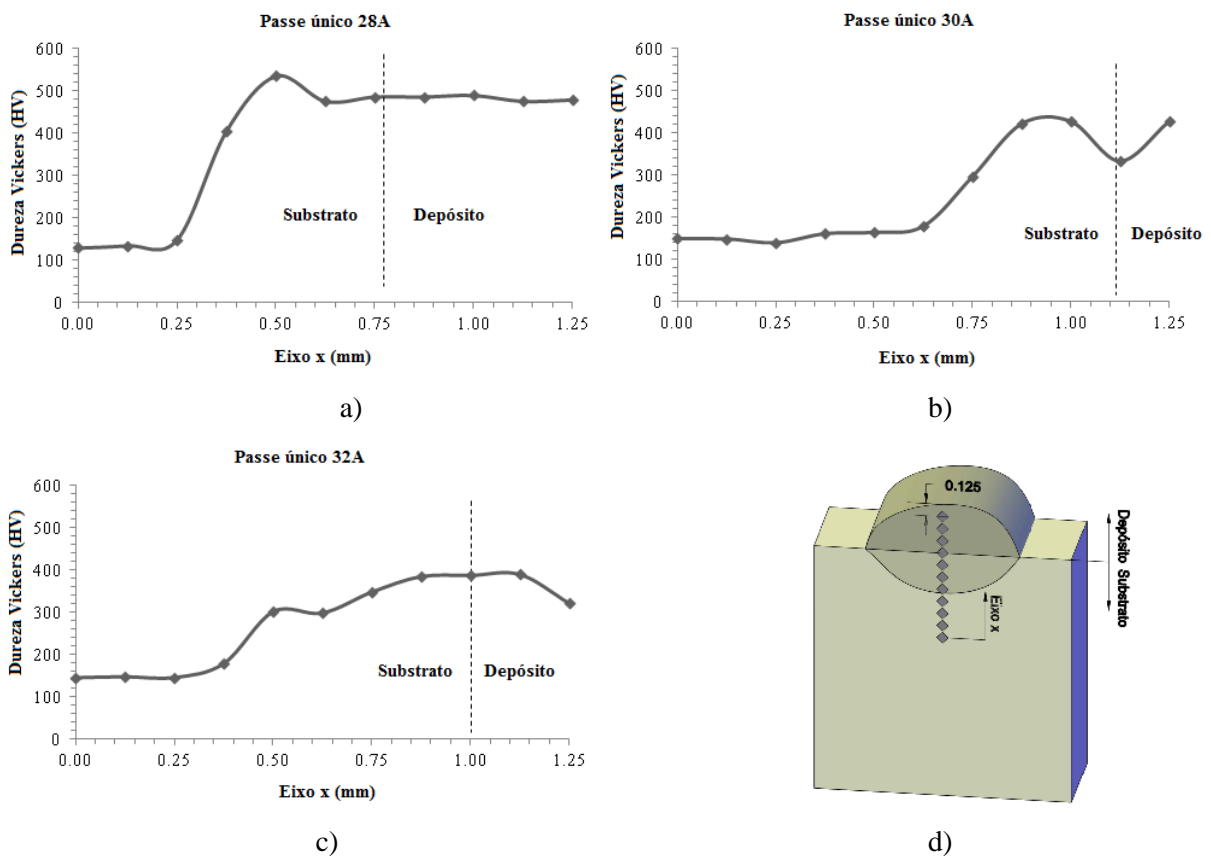 Passe único 28A
600
500
400
300
200
100
0
Dureza Vickers (HV)
Substrato
Depósito
0.00 0.25 0.50 0.75 1.00 1.25
Eixo x (mm)
a)
Passe único 30A
600
500
400
300
200
100
0
Dureza Vickers (HV)
Substrato
Depósito
0.00 0.25 0.50 0.75 1.00 1.25
Eixo x (mm)
b)
Passe único 32A
600
500
400
300
200
100
0
Dureza Vickers (HV)
Substrato
Depósito
0.00 0.25 0.50 0.75 1.00 1.25
Eixo x (mm)
c)
0.125
Eixo x
Depósito Substrato
d)